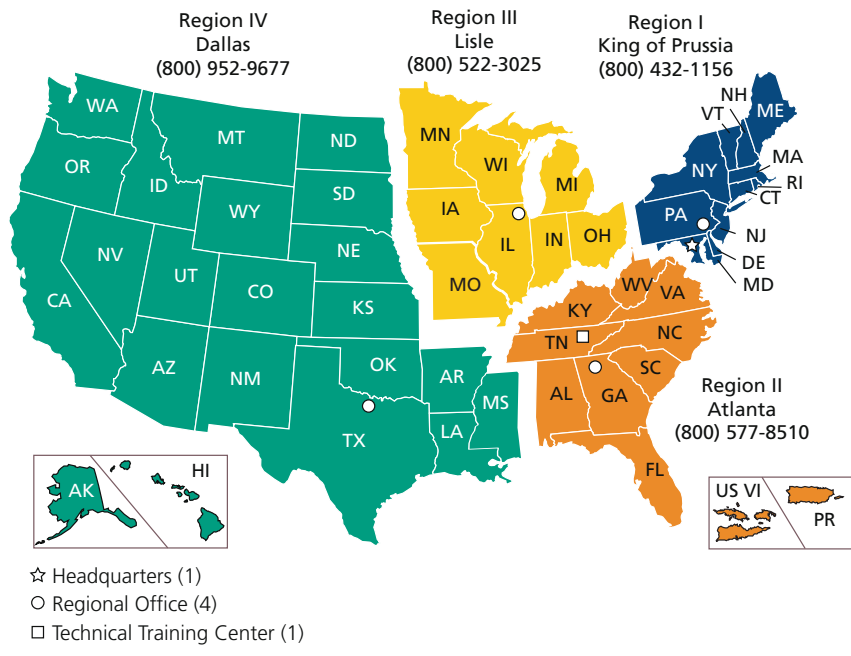 Region IV
Dallas
(800) 952-9677
Region III
Lisle
(800) 522-3025
Region I
King of Prussia
(800) 432-1156
WA
OR
ID
MT
ND
SD
WY
NE
NV
UT
CO
KS
CA
AZ
NM
OK
TX
AR
LA
MS
MN
WI
MI
IA
IL
IN
OH
MO
NH
VT
ME
NY
MA
RI
CT
PA
NJ
DE
MD
WV
VA
KY
NC
TN
SC
AL
GA
FL
Region II
Atlanta
(800) 577-8510
AK
HI
US VI
PR
Headquarters (1)
Regional Office (4)
Technical Training Center (1)